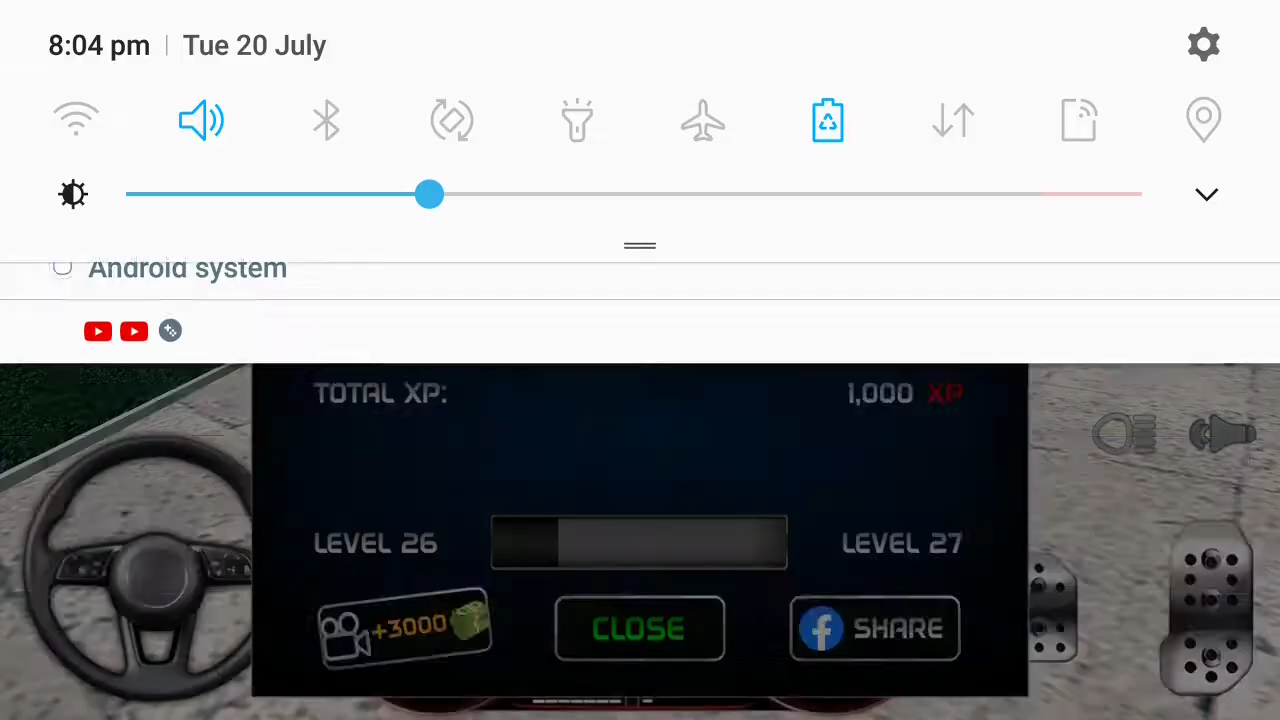 8:04 pm | Tue 20 July
Android system
TOTAL XP: 1,000 XP
LEVEL 26 LEVEL 27
+3000 CLOSE SHARE